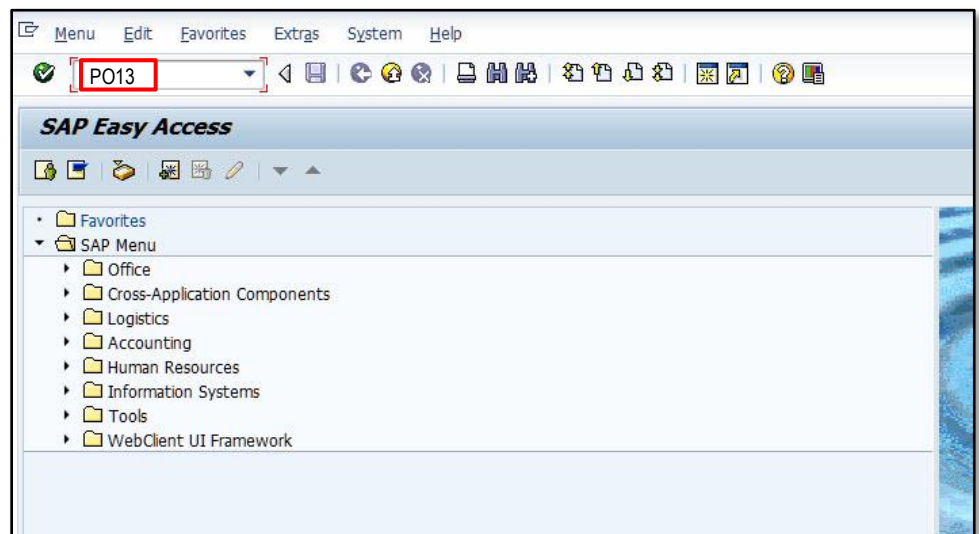 Menu Edit Favorites Extras System Help
PO13
SAP Easy Access
Favorites
SAP Menu
Office
Cross-Application Components
Logistics
Accounting
Human Resources
Information Systems
Tools
WebClient UI Framework